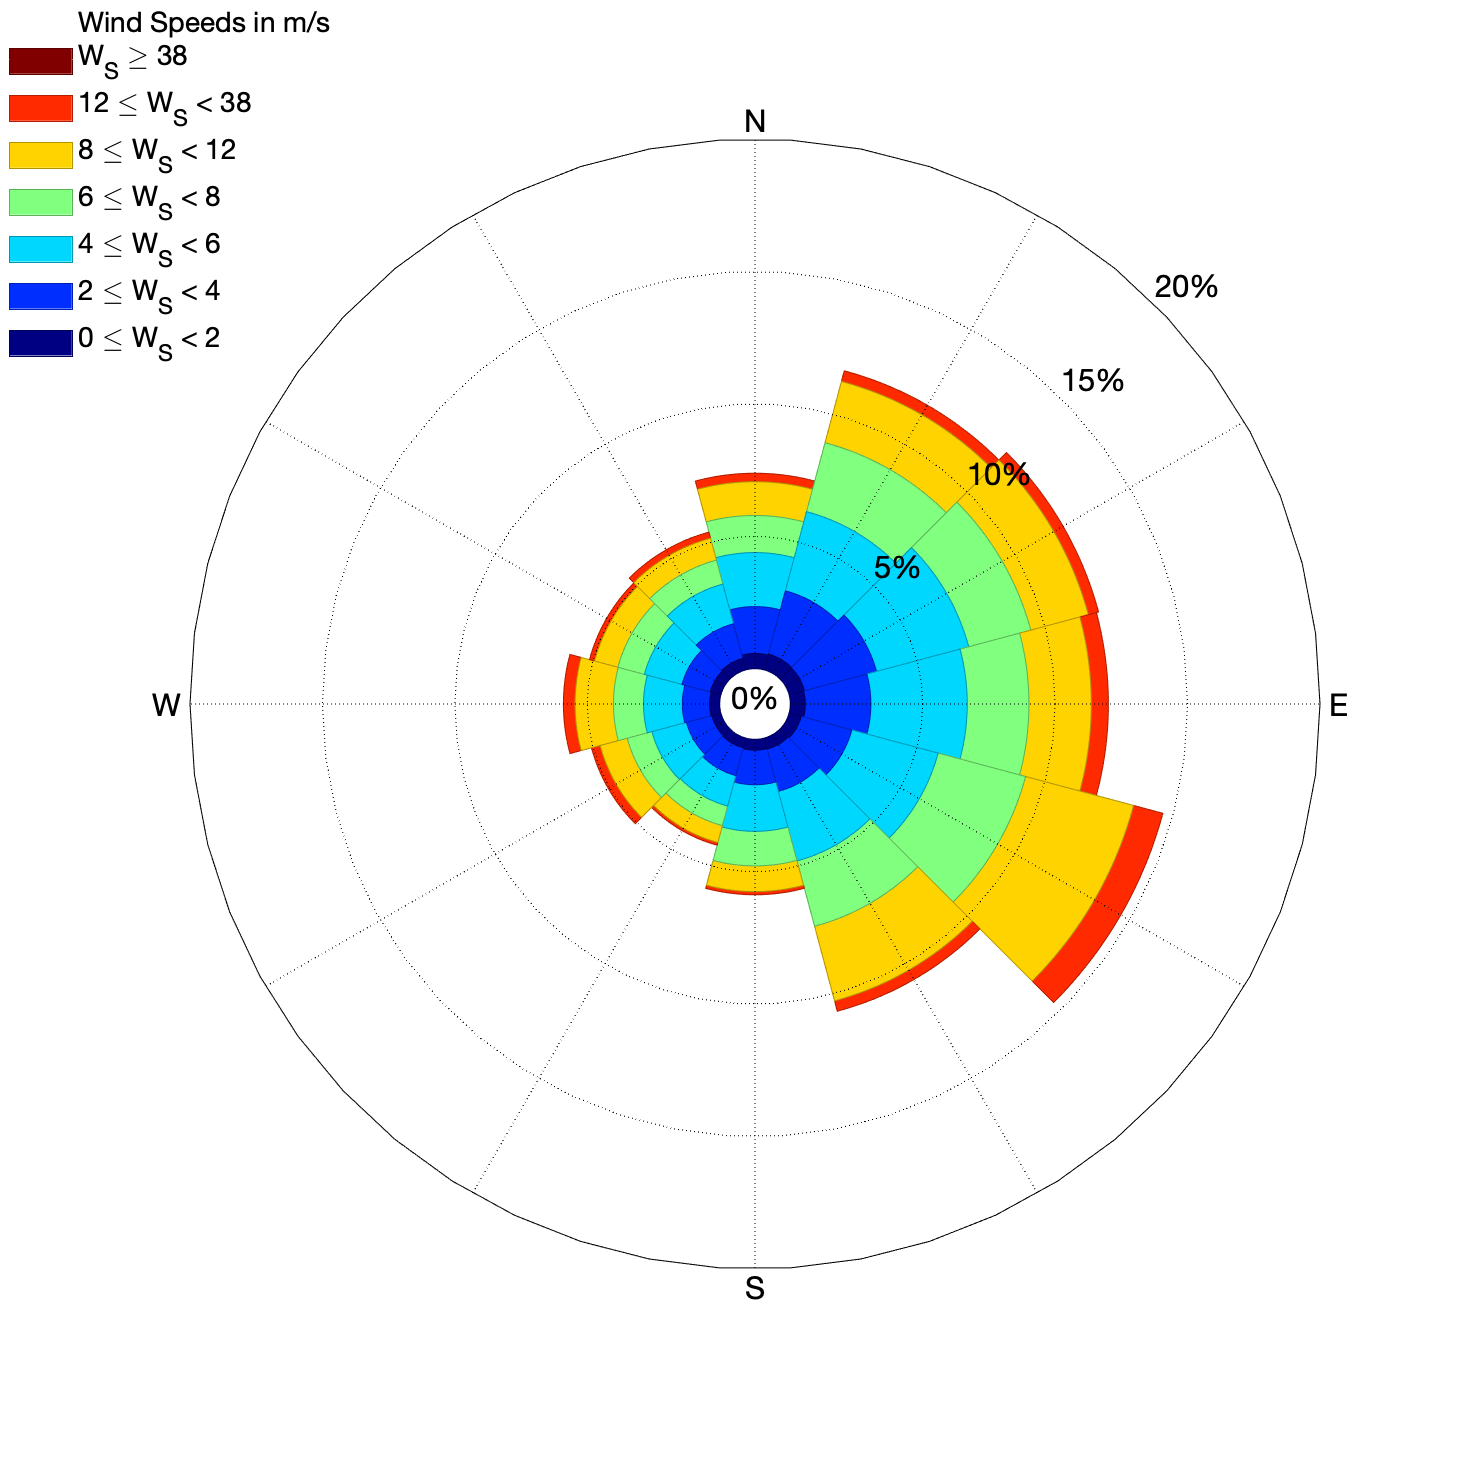 Wind Speeds in m/s
W_S ≥ 38
12 ≤ W_S < 38
8 ≤ W_S < 12
6 ≤ W_S < 8
4 ≤ W_S < 6
2 ≤ W_S < 4
0 ≤ W_S < 2
N
20%
15%
10%
5%
0%
W
E
S